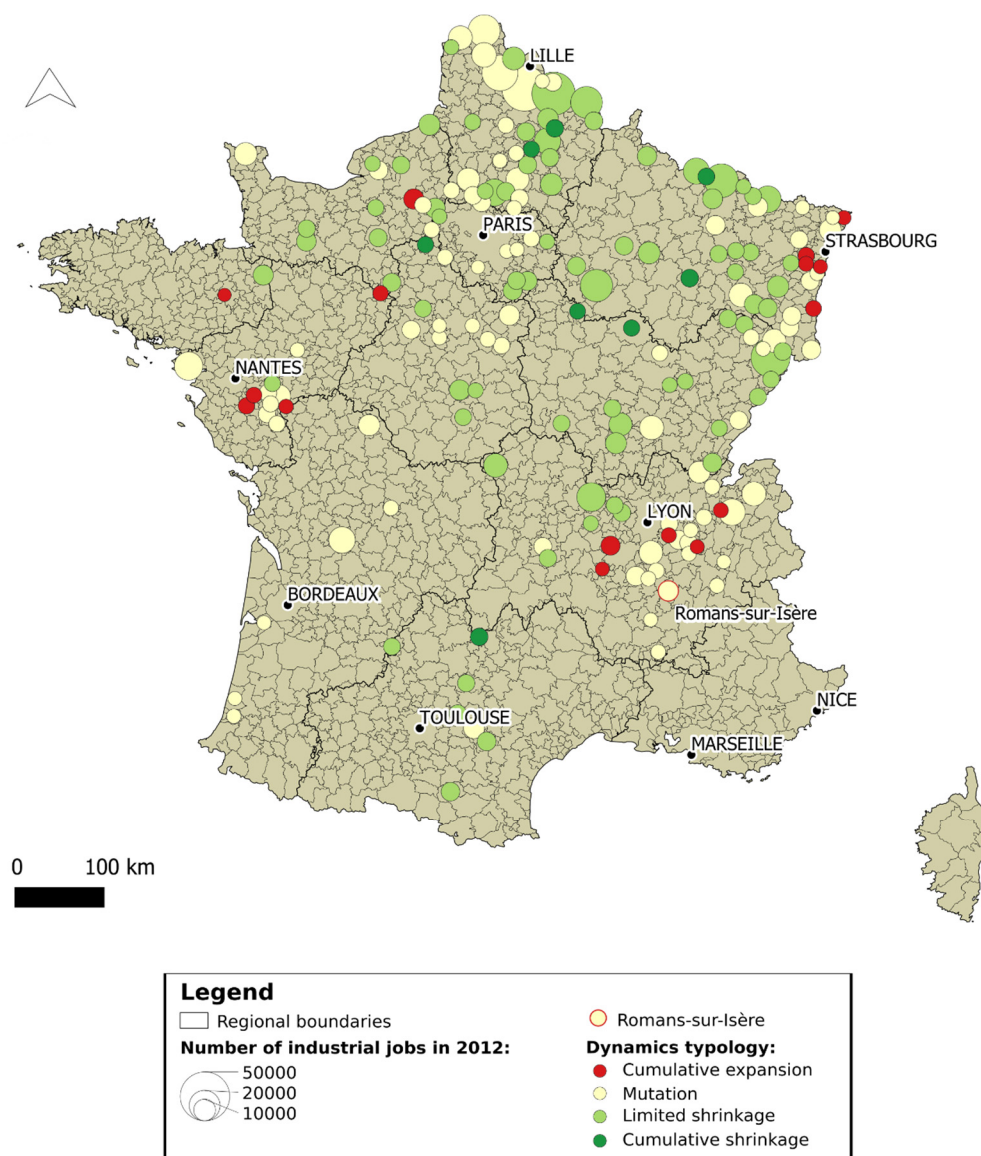 LILLE
PARIS
STRASBOURG
NANTES
LYON
BORDEAUX
Romans-sur-Isère
NICE
TOULOUSE
MARSEILLE
0 100 km
Legend
Regional boundaries
Number of industrial jobs in 2012:
50000
20000
10000
Romans-sur-Isère
Dynamics typology:
Cumulative expansion
Mutation
Limited shrinkage
Cumulative shrinkage